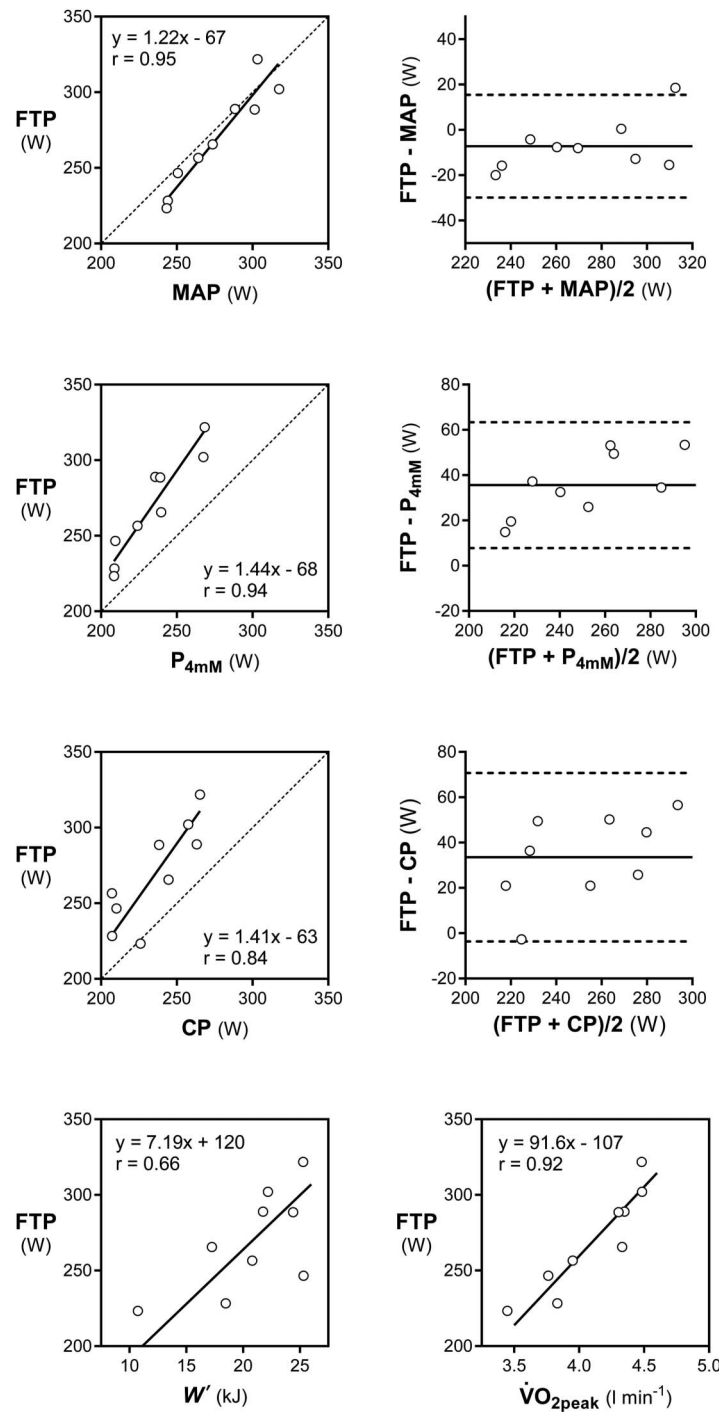 y = 1.22x - 67
r = 0.95
FTP
(W)
350
300
250
200
200 250 300 350
MAP (W)
FTP - MAP (W)
40
20
0
-20
-40
220 240 260 280 300 320
(FTP + MAP)/2 (W)
FTP
(W)
350
300
250
200
y = 1.44x - 68
r = 0.94
200 250 300 350
P4mM (W)
FTP - P4mM (W)
80
60
40
20
0
-20
200 220 240 260 280 300
(FTP + P4mM)/2 (W)
FTP
(W)
350
300
250
200
y = 1.41x - 63
r = 0.84
200 250 300 350
CP (W)
FTP - CP (W)
80
60
40
20
0
-20
200 220 240 260 280 300
(FTP + CP)/2 (W)
y = 7.19x + 120
r = 0.66
FTP
(W)
350
300
250
200
10 15 20 25
W' (kJ)
y = 91.6x - 107
r = 0.92
FTP
(W)
350
300
250
200
3.5 4.0 4.5 5.0
V̇O2peak (l min-1)